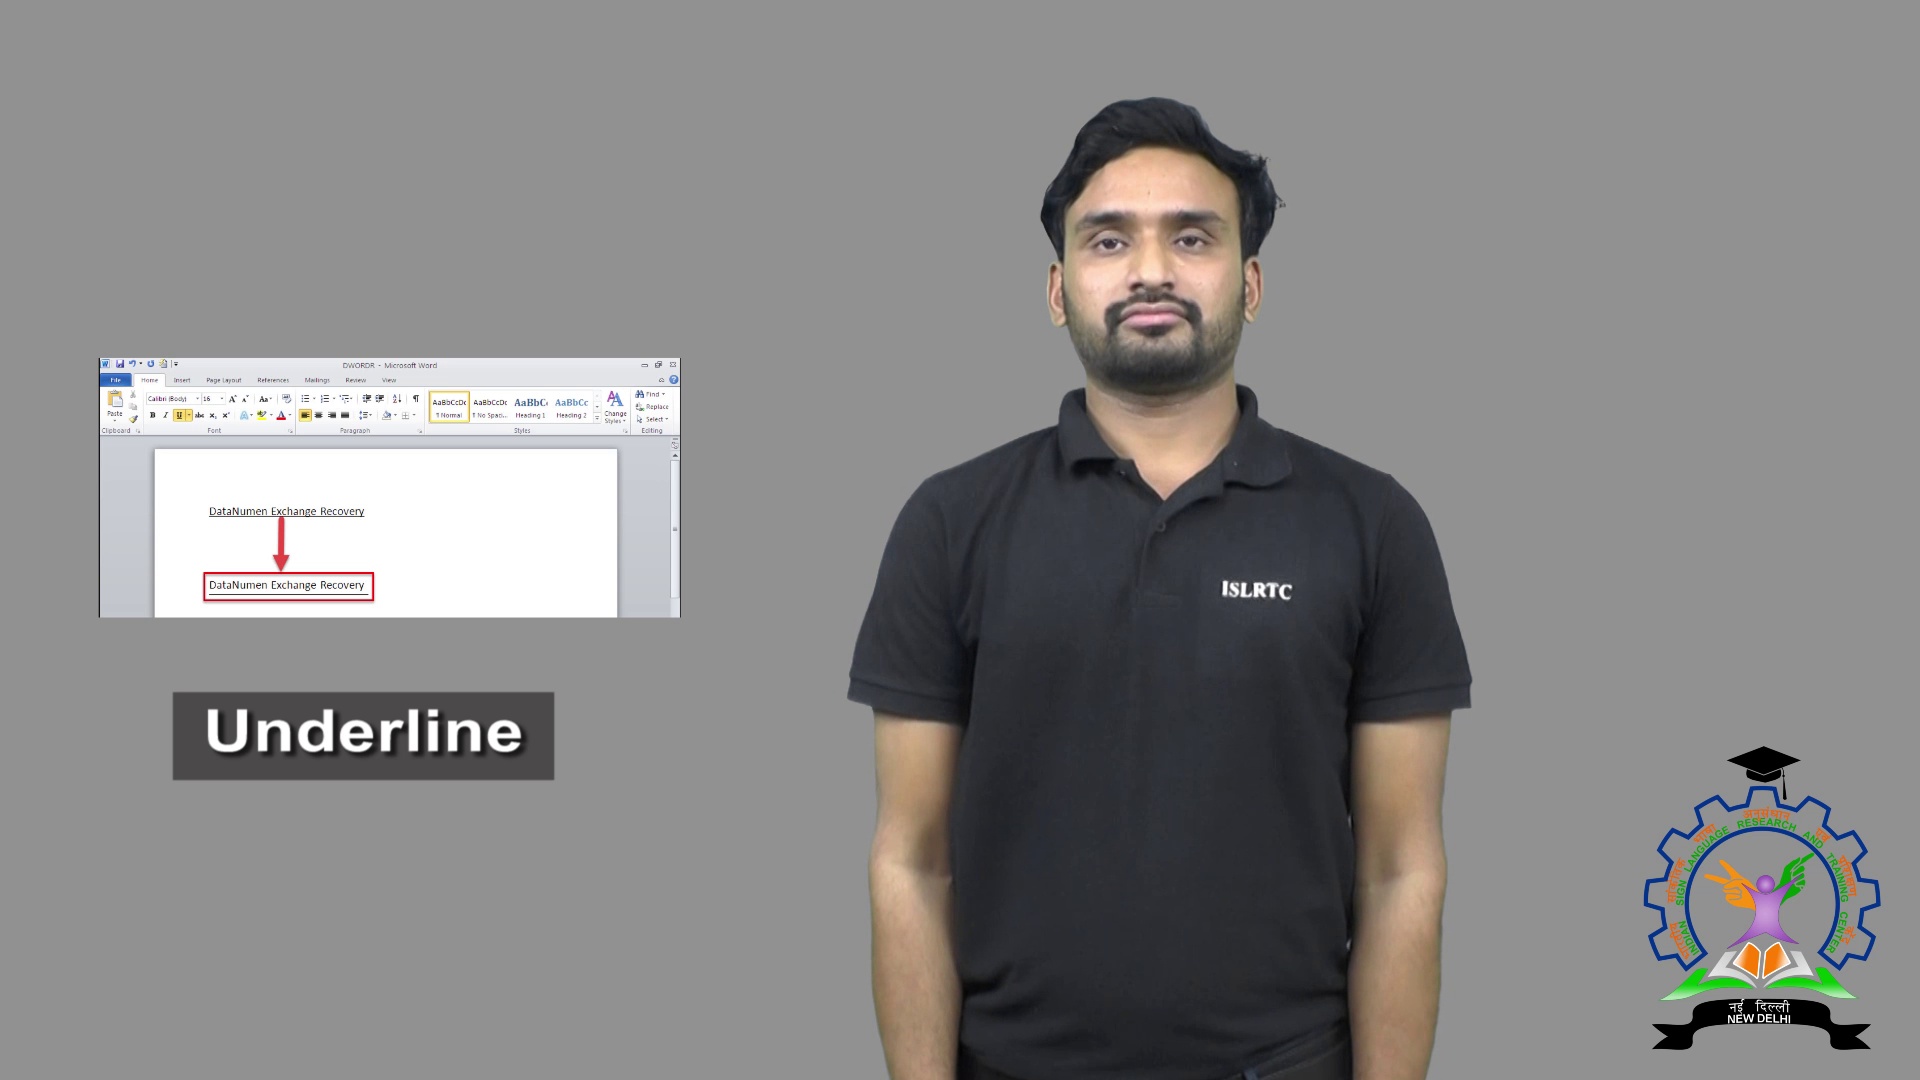 DWORDR - Microsoft Word
File Home Insert Page Layout References Mailings Review View
Calibri (Body) 16
Paste
AaBbCcDc AaBbCcDc AaBbC AaBbCc
Normal No Spaci... Heading 1 Heading 2
Change Styles
Find
Replace
Select
Clipboard Font Paragraph Styles Editing
DataNumen Exchange Recovery
DataNumen Exchange Recovery
Underline
ISLRTC
INDIAN SIGN LANGUAGE RESEARCH AND TRAINING CENTER
नई दिल्ली
NEW DELHI